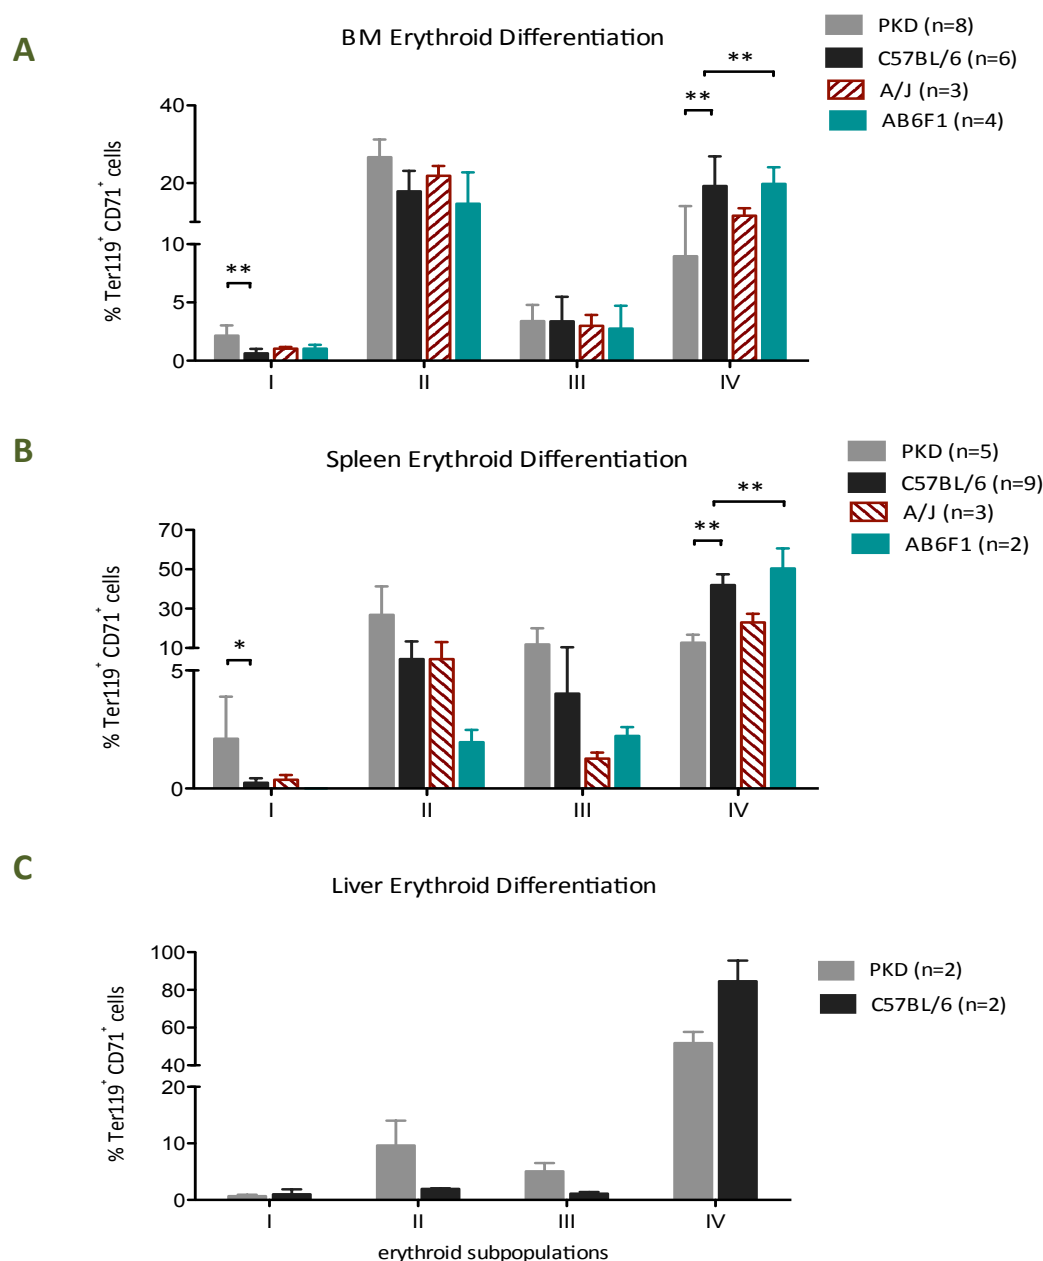 A
BM Erythroid Differentiation
PKD (n=8)
C57BL/6 (n=6)
A/J (n=3)
AB6F1 (n=4)
% Ter119⁺ CD71⁺ cells
40
20
10
5
0
**
**
**
I II III IV
B
Spleen Erythroid Differentiation
PKD (n=5)
C57BL/6 (n=9)
A/J (n=3)
AB6F1 (n=2)
% Ter119⁺ CD71⁺ cells
70
50
30
10
5
0
*
**
**
I II III IV
C
Liver Erythroid Differentiation
PKD (n=2)
C57BL/6 (n=2)
% Ter119⁺ CD71⁺ cells
100
80
60
40
20
10
0
I II III IV
erythroid subpopulations